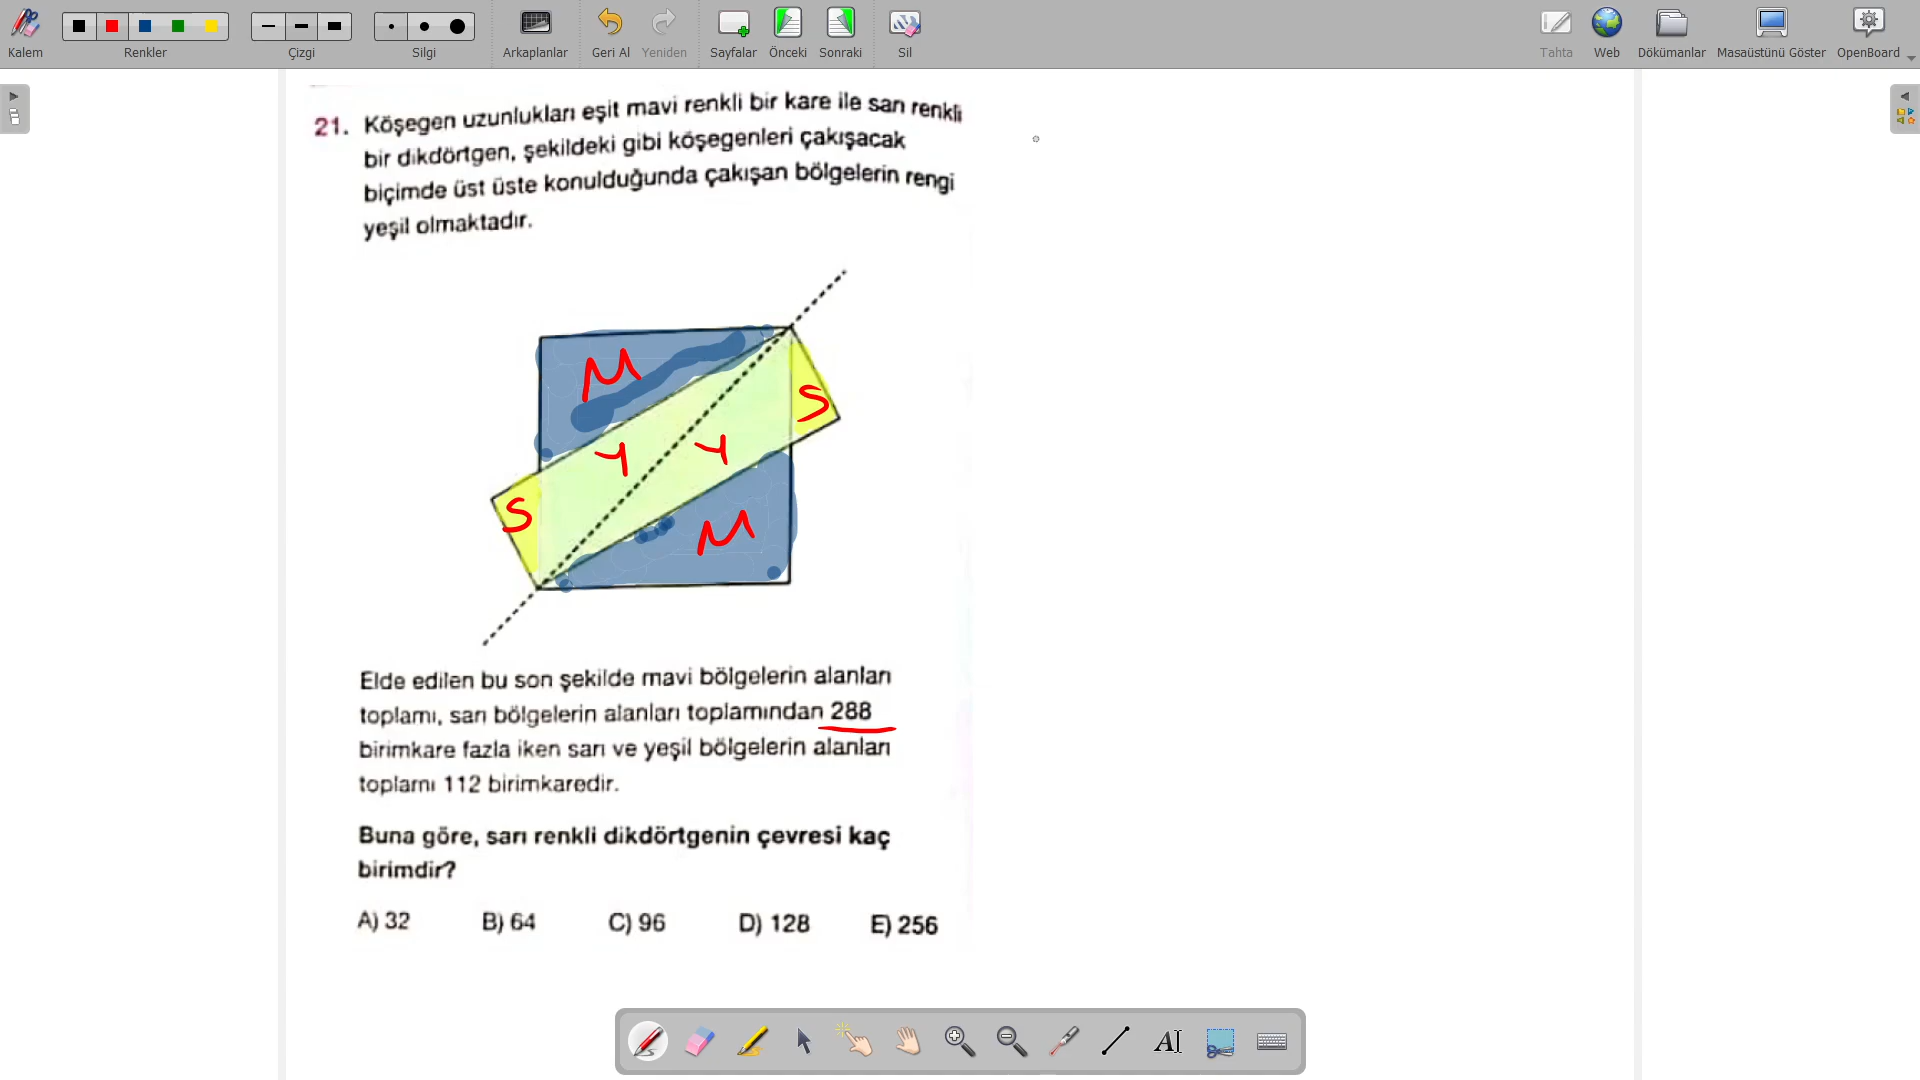 Kalem
Renkler
Çizgi
Silgi
Arkaplanlar
Geri Al
Yeniden
Sayfalar
Önceki
Sonraki
Sil
Tahta
Web
Dökümanlar
Masaüstünü Göster
OpenBoard
21. Köşegen uzunlukları eşit mavi renkli bir kare ile sarı renkli
bir dikdörtgen, şekildeki gibi köşegenleri çakışacak
biçimde üst üste konulduğunda çakışan bölgelerin rengi
yeşil olmaktadır.
M
S
Y
Y
S
M
Elde edilen bu son şekilde mavi bölgelerin alanları
toplamı, sarı bölgelerin alanları toplamından 288
birimkare fazla iken sarı ve yeşil bölgelerin alanları
toplamı 112 birimkaredir.
Buna göre, sarı renkli dikdörtgenin çevresi kaç
birimdir?
A) 32 B) 64 C) 96 D) 128 E) 256